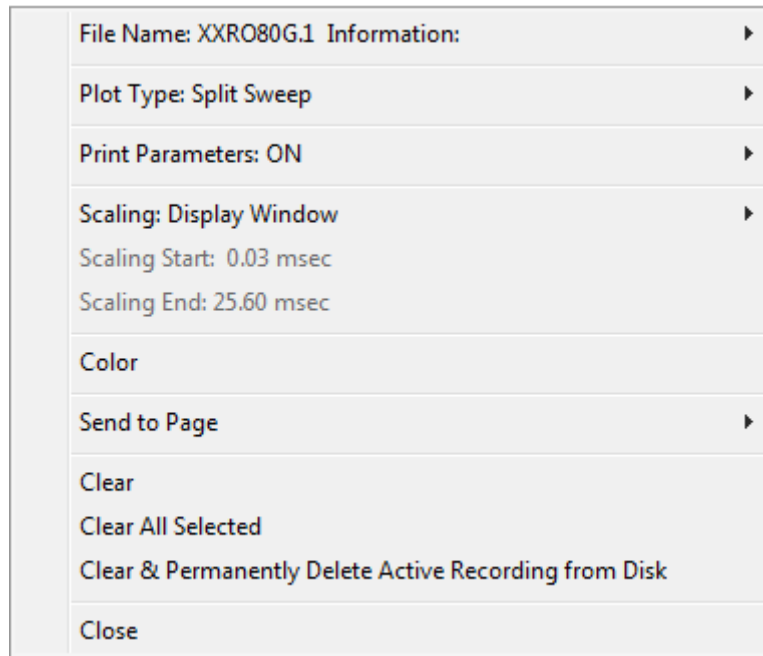 File Name: XXRO80G.1  Information:
Plot Type: Split Sweep
Print Parameters: ON
Scaling: Display Window
Scaling Start:  0.03 msec
Scaling End: 25.60 msec
Color
Send to Page
Clear
Clear All Selected
Clear & Permanently Delete Active Recording from Disk
Close